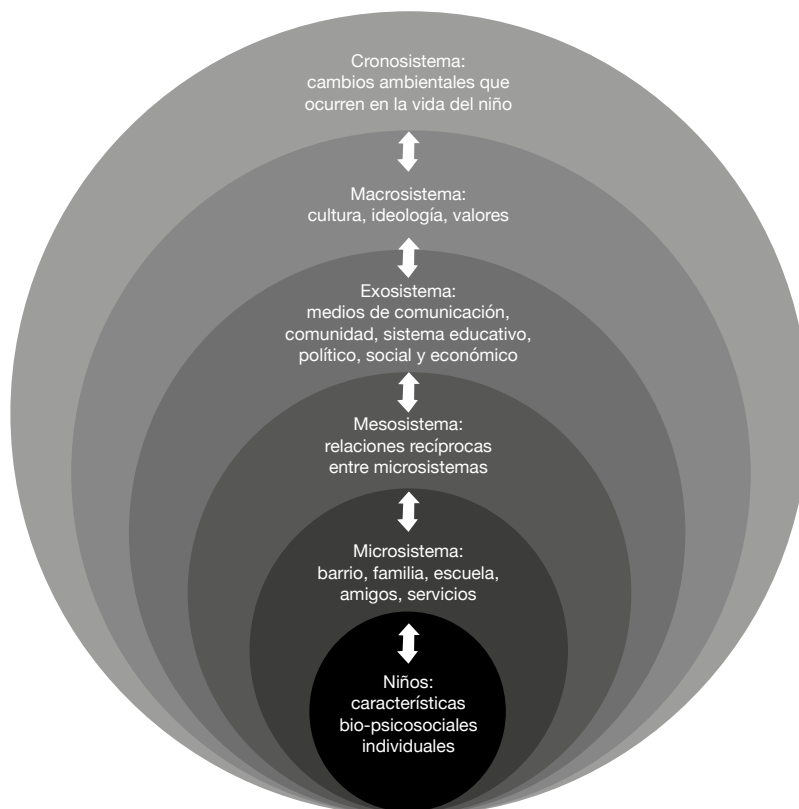 Cronosistema:
cambios ambientales que
ocurren en la vida del niño
Macrosistema:
cultura, ideología, valores
Exosistema:
medios de comunicación,
comunidad, sistema educativo,
político, social y económico
Mesosistema:
relaciones recíprocas
entre microsistemas
Microsistema:
barrio, familia, escuela,
amigos, servicios
Niños:
características
bio-psicosociales
individuales